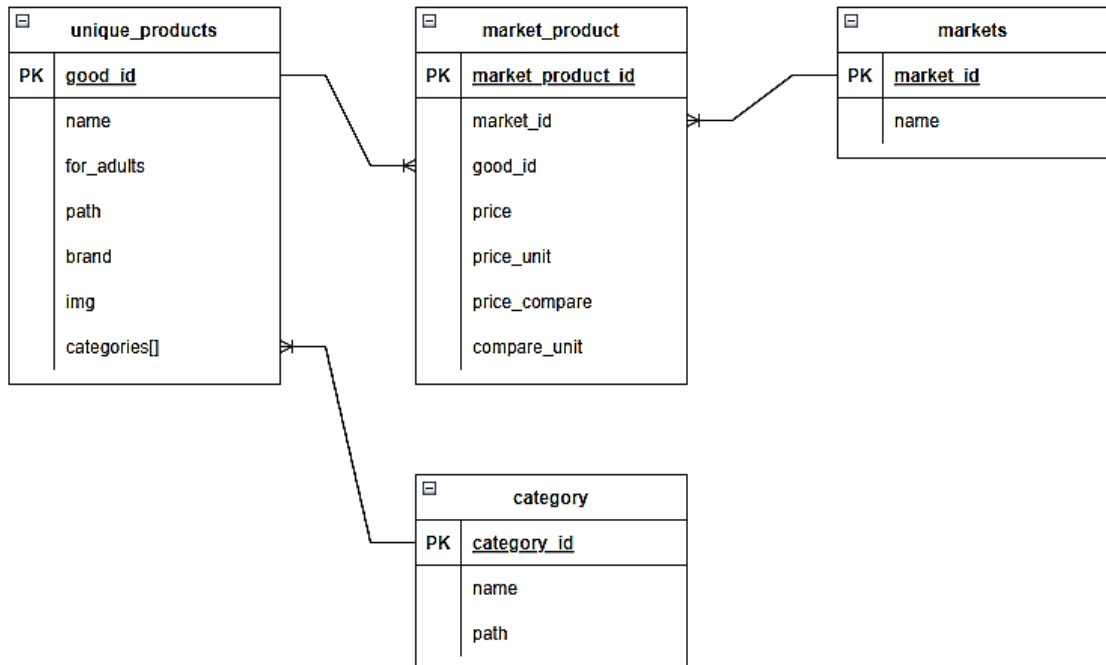 unique_products
PK good_id
name
for_adults
path
brand
img
categories[]
market_product
PK market_product_id
market_id
good_id
price
price_unit
price_compare
compare_unit
markets
PK market_id
name
category
PK category_id
name
path